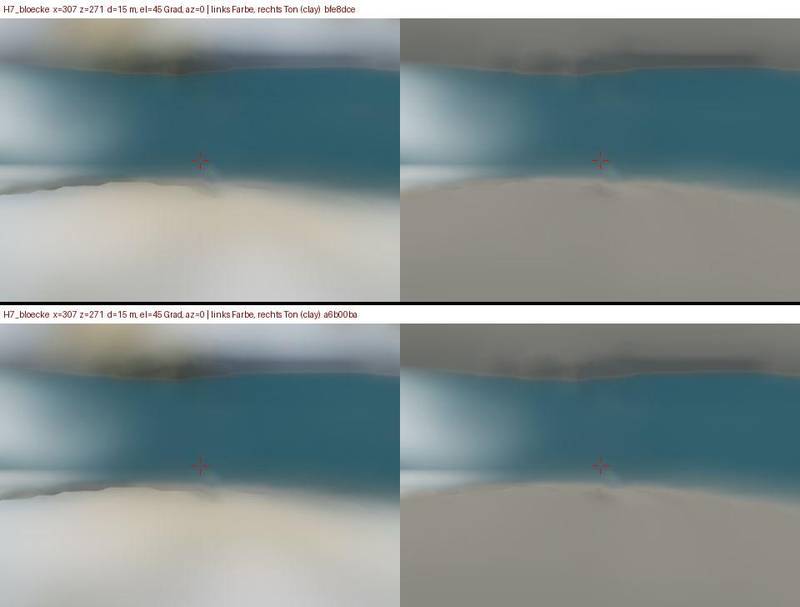 H7_bloecke x=307 z=271 d=15 m, el=45 Grad, az=0 | links Farbe, rechts Ton (clay) bfe8dce
H7_bloecke x=307 z=271 d=15 m, el=45 Grad, az=0 | links Farbe, rechts Ton (clay) a6b00ba